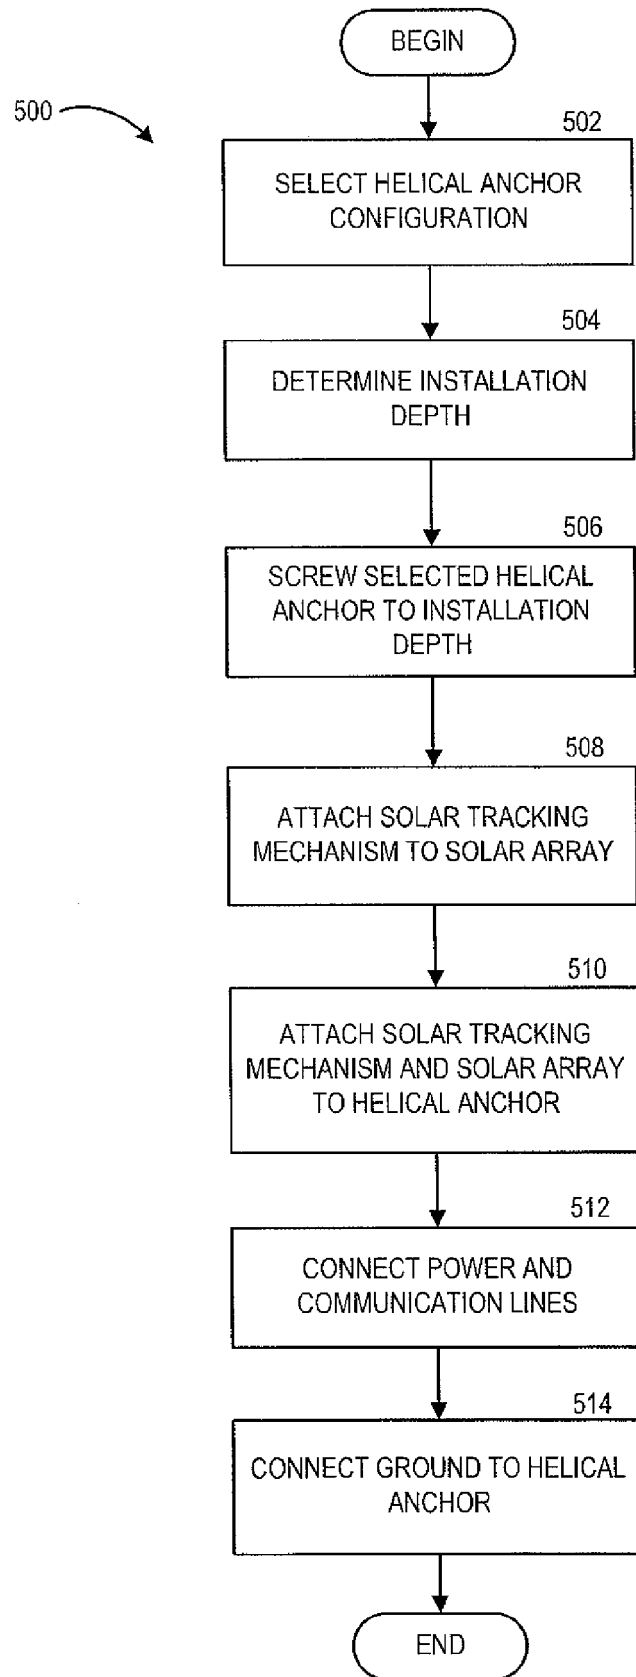 BEGIN
500
502
SELECT HELICAL ANCHOR
CONFIGURATION
504
DETERMINE INSTALLATION
DEPTH
506
SCREW SELECTED HELICAL
ANCHOR TO INSTALLATION
DEPTH
508
ATTACH SOLAR TRACKING
MECHANISM TO SOLAR ARRAY
510
ATTACH SOLAR TRACKING
MECHANISM AND SOLAR ARRAY
TO HELICAL ANCHOR
512
CONNECT POWER AND
COMMUNICATION LINES
514
CONNECT GROUND TO HELICAL
ANCHOR
END